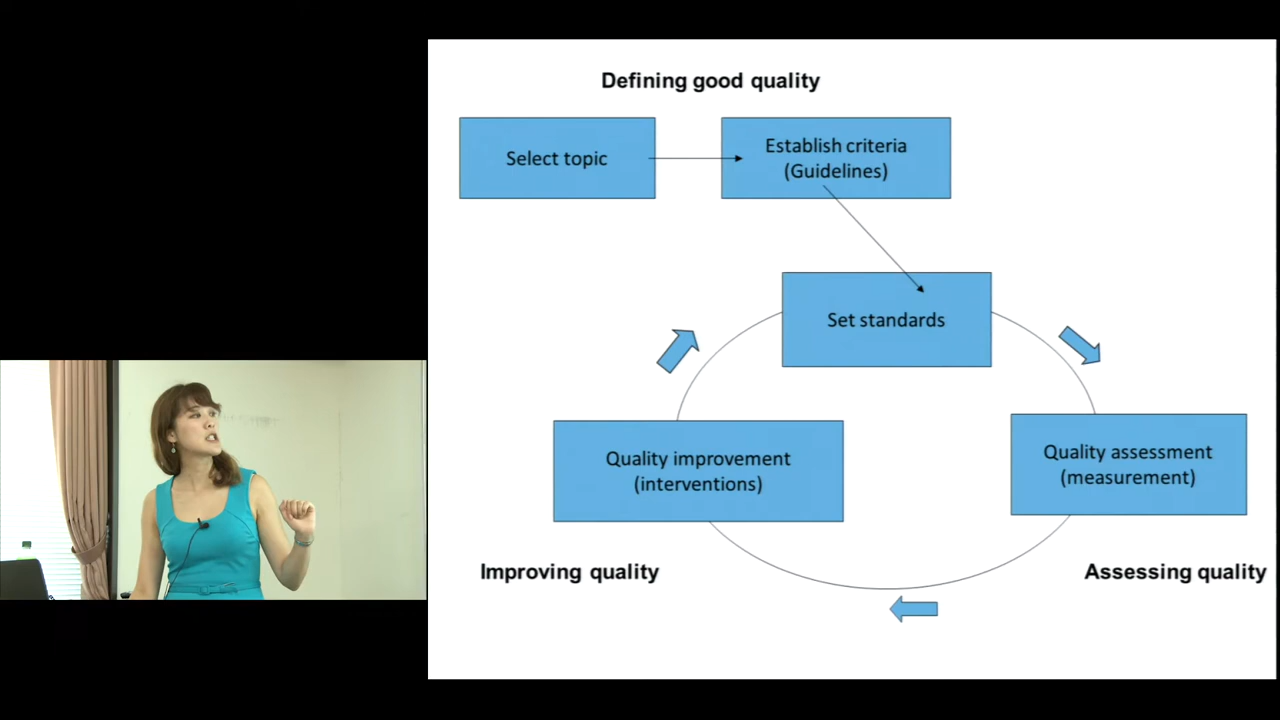 Defining good quality
Select topic
Establish criteria
(Guidelines)
Set standards
Quality improvement
(interventions)
Quality assessment
(measurement)
Improving quality
Assessing quality